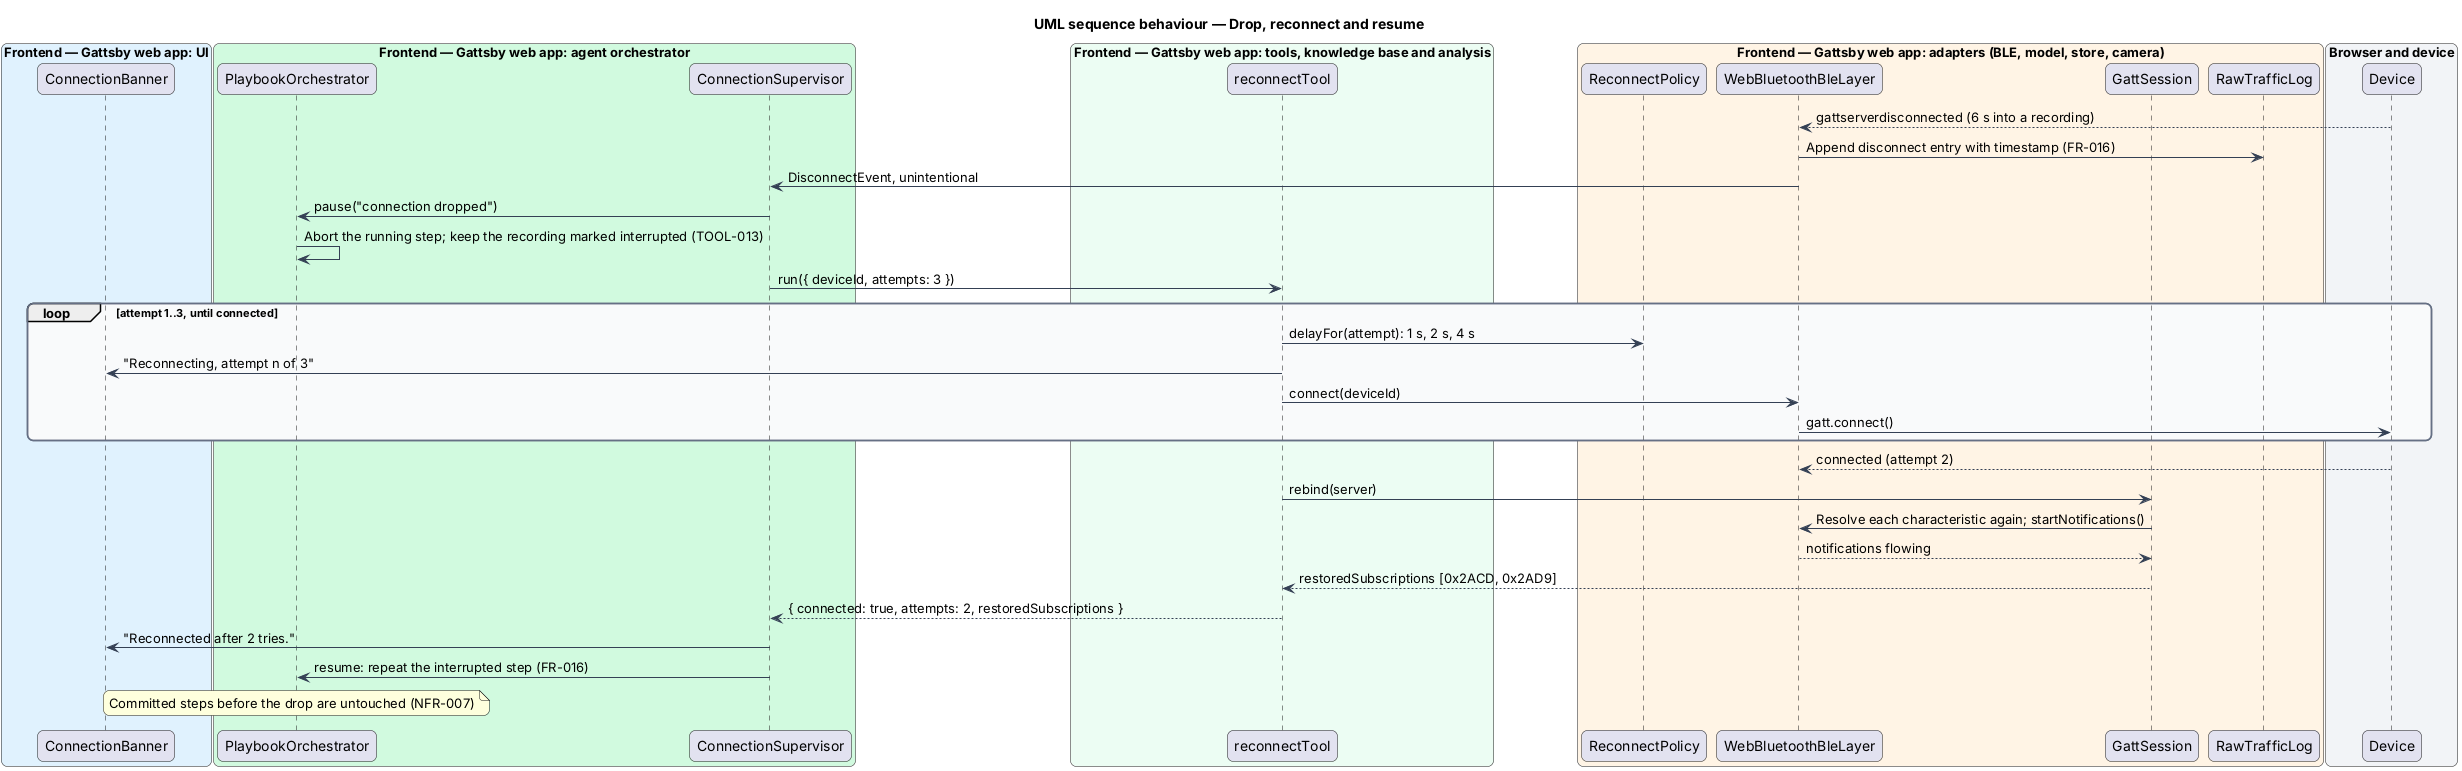 UML sequence behaviour — Drop, reconnect and resume
Frontend — Gattsby web app: UI
Frontend — Gattsby web app: agent orchestrator
Frontend — Gattsby web app: tools, knowledge base and analysis
Frontend — Gattsby web app: adapters (BLE, model, store, camera)
Browser and device
ConnectionBanner
PlaybookOrchestrator
ConnectionSupervisor
reconnectTool
ReconnectPolicy
WebBluetoothBleLayer
GattSession
RawTrafficLog
Device
gattserverdisconnected (6 s into a recording)
Append disconnect entry with timestamp (FR-016)
DisconnectEvent, unintentional
pause("connection dropped")
Abort the running step; keep the recording marked interrupted (TOOL-013)
run({ deviceId, attempts: 3 })
loop
[attempt 1..3, until connected]
delayFor(attempt): 1 s, 2 s, 4 s
"Reconnecting, attempt n of 3"
connect(deviceId)
gatt.connect()
connected (attempt 2)
rebind(server)
Resolve each characteristic again; startNotifications()
notifications flowing
restoredSubscriptions [0x2ACD, 0x2AD9]
{ connected: true, attempts: 2, restoredSubscriptions }
"Reconnected after 2 tries."
resume: repeat the interrupted step (FR-016)
Committed steps before the drop are untouched (NFR-007)
ConnectionBanner
PlaybookOrchestrator
ConnectionSupervisor
reconnectTool
ReconnectPolicy
WebBluetoothBleLayer
GattSession
RawTrafficLog
Device